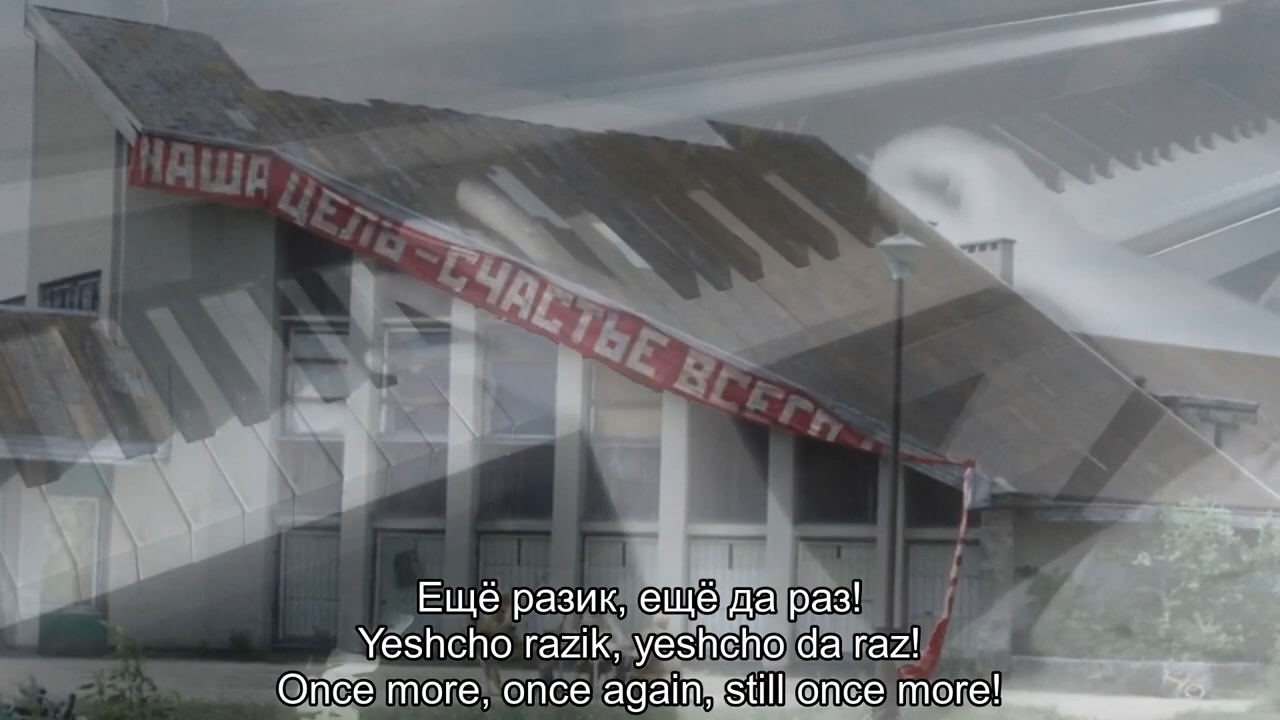 НАША ЦЕЛЬ - СЧАСТЬЕ ВСЕГО
Ещё разик, ещё да раз!
Yeshcho razik, yeshcho da raz!
Once more, once again, still once more!